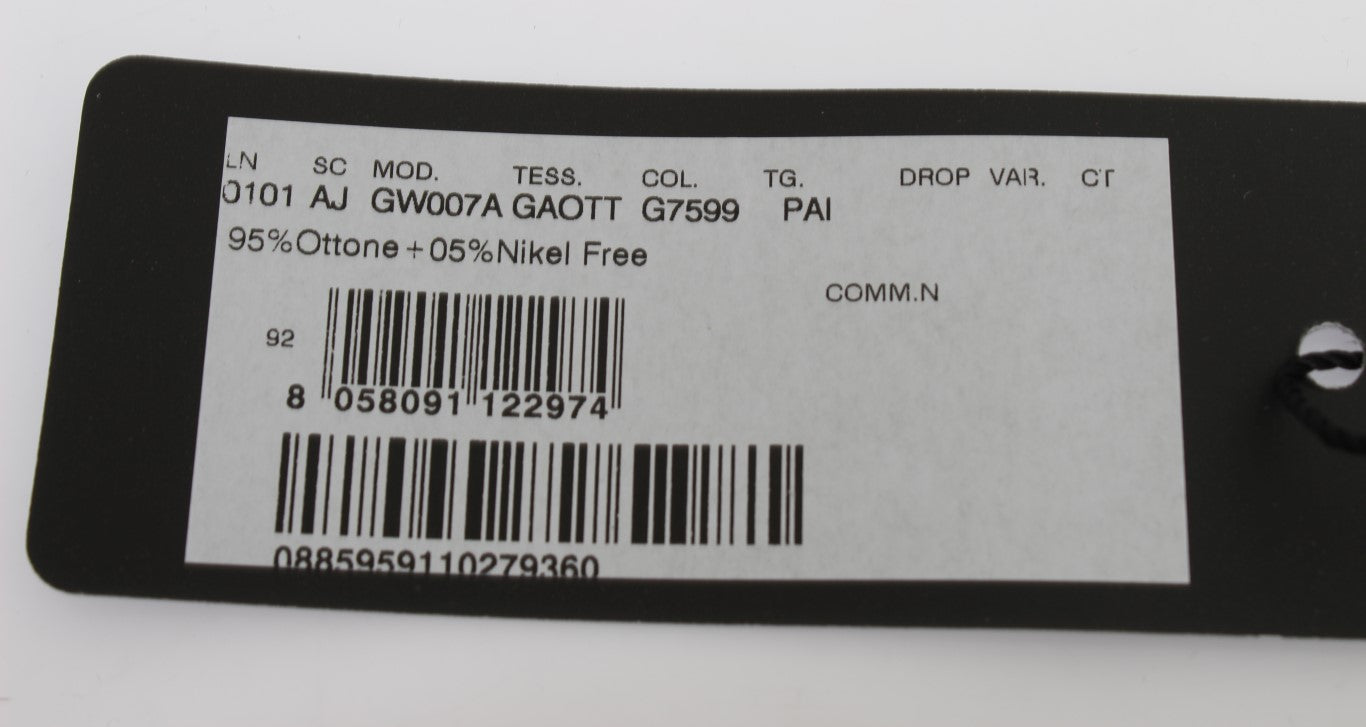 LN SC MOD. TESS. COL. TG. DROP VAR. CT
0101 AJ GW007A GAOTT G7599 PAI
95%Ottone+05%Nikel Free
COMM.N
92
8 058091 122974
0885959110279360